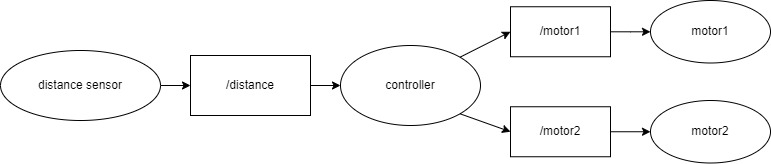 distance sensor
/distance
controller
/motor1
motor1
/motor2
motor2